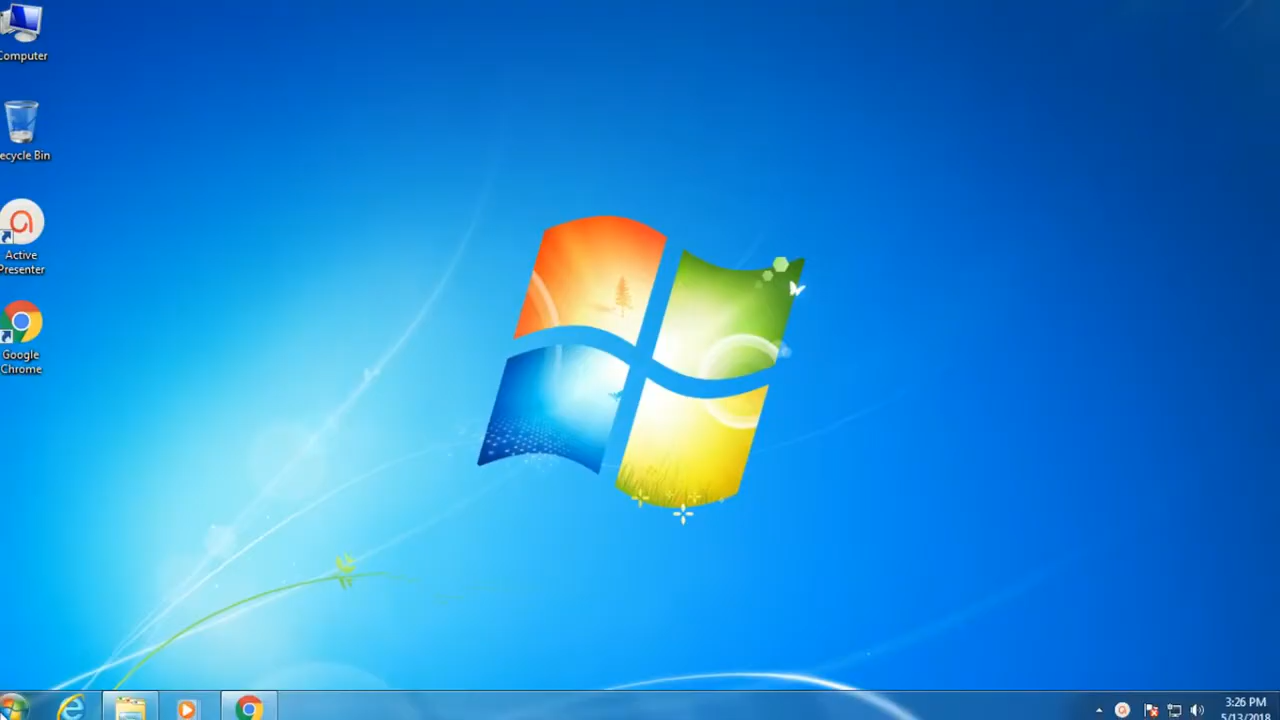 Computer
ecycle Bin
Active
Presenter
Google
Chrome
3:26 PM
5/13/2018